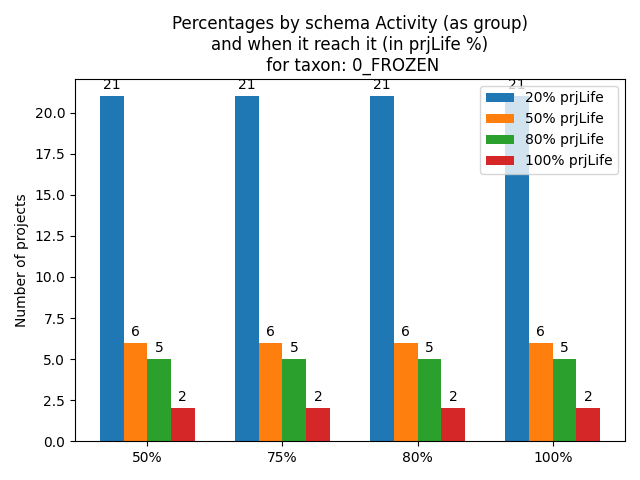 Percentages by schema Activity (as group)
and when it reach it (in prjLife %)
for taxon: 0_FROZEN
Number of projects
20.0
17.5
15.0
12.5
10.0
7.5
5.0
2.5
0.0
21 6 5 2
21 6 5 2
21 6 5 2
21 6 5 2
50% 75% 80% 100%
20% prjLife
50% prjLife
80% prjLife
100% prjLife